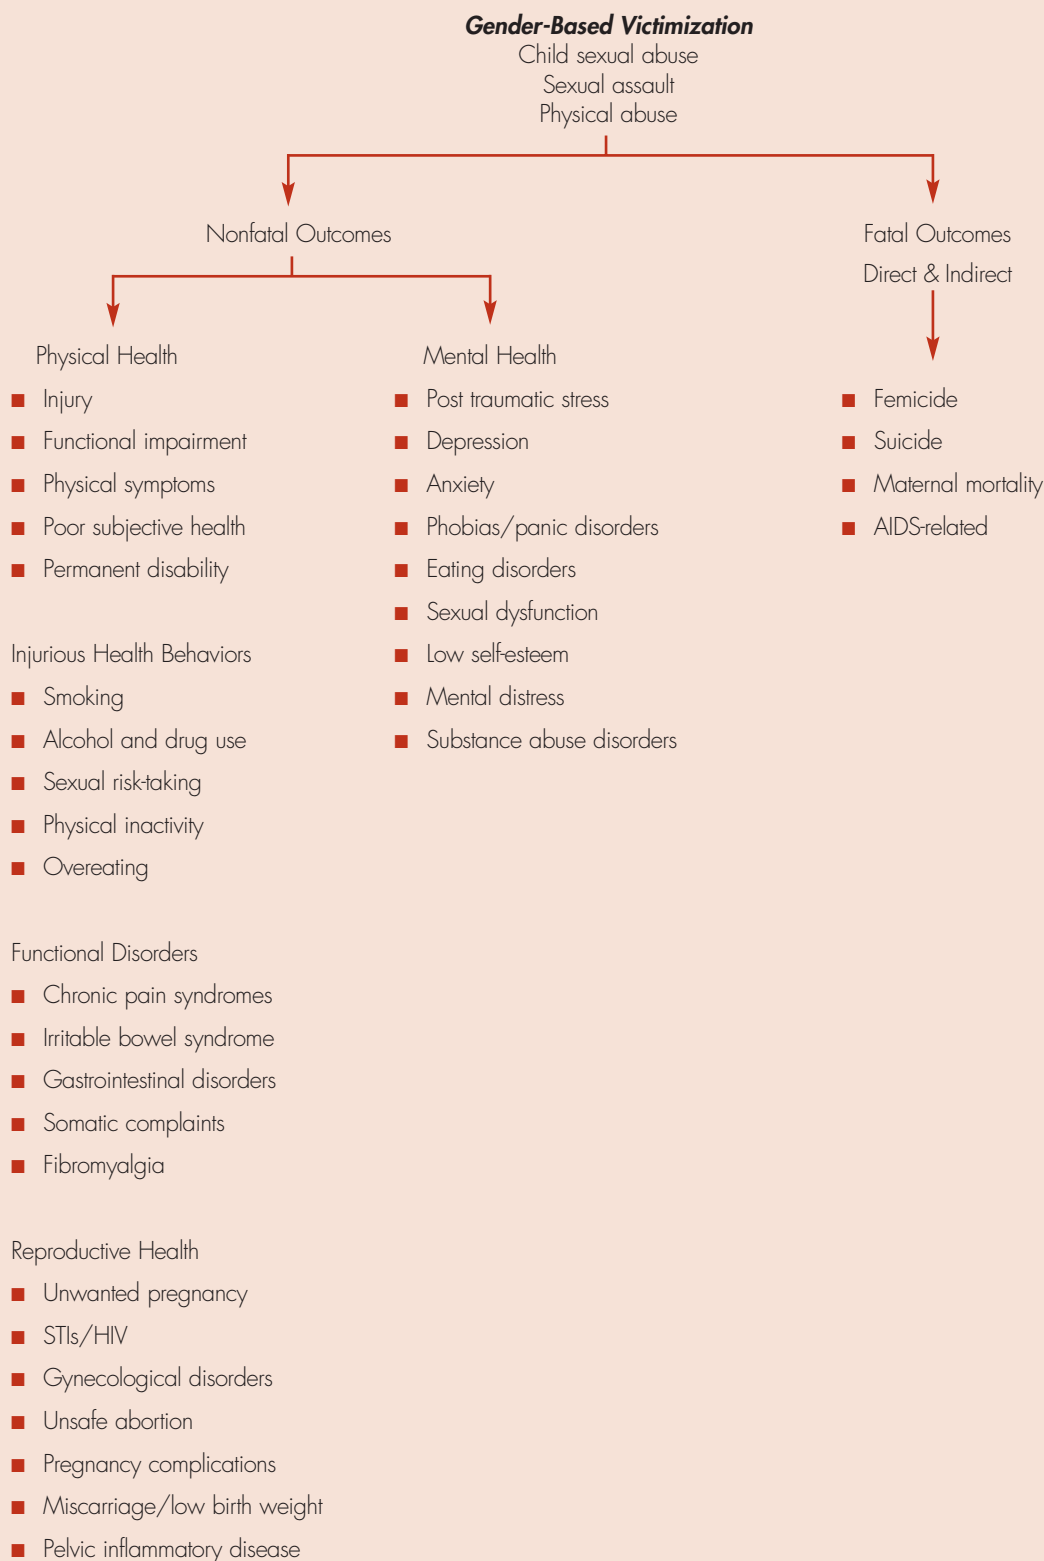 Gender-Based Victimization
Child sexual abuse
Sexual assault
Physical abuse
Nonfatal Outcomes
Fatal Outcomes
Direct & Indirect
Physical Health
■ Injury
■ Functional impairment
■ Physical symptoms
■ Poor subjective health
■ Permanent disability
Injurious Health Behaviors
■ Smoking
■ Alcohol and drug use
■ Sexual risk-taking
■ Physical inactivity
■ Overeating
Functional Disorders
■ Chronic pain syndromes
■ Irritable bowel syndrome
■ Gastrointestinal disorders
■ Somatic complaints
■ Fibromyalgia
Reproductive Health
■ Unwanted pregnancy
■ STIs/HIV
■ Gynecological disorders
■ Unsafe abortion
■ Pregnancy complications
■ Miscarriage/low birth weight
■ Pelvic inflammatory disease
Mental Health
■ Post traumatic stress
■ Depression
■ Anxiety
■ Phobias/panic disorders
■ Eating disorders
■ Sexual dysfunction
■ Low self-esteem
■ Mental distress
■ Substance abuse disorders
■ Femicide
■ Suicide
■ Maternal mortality
■ AIDS-related